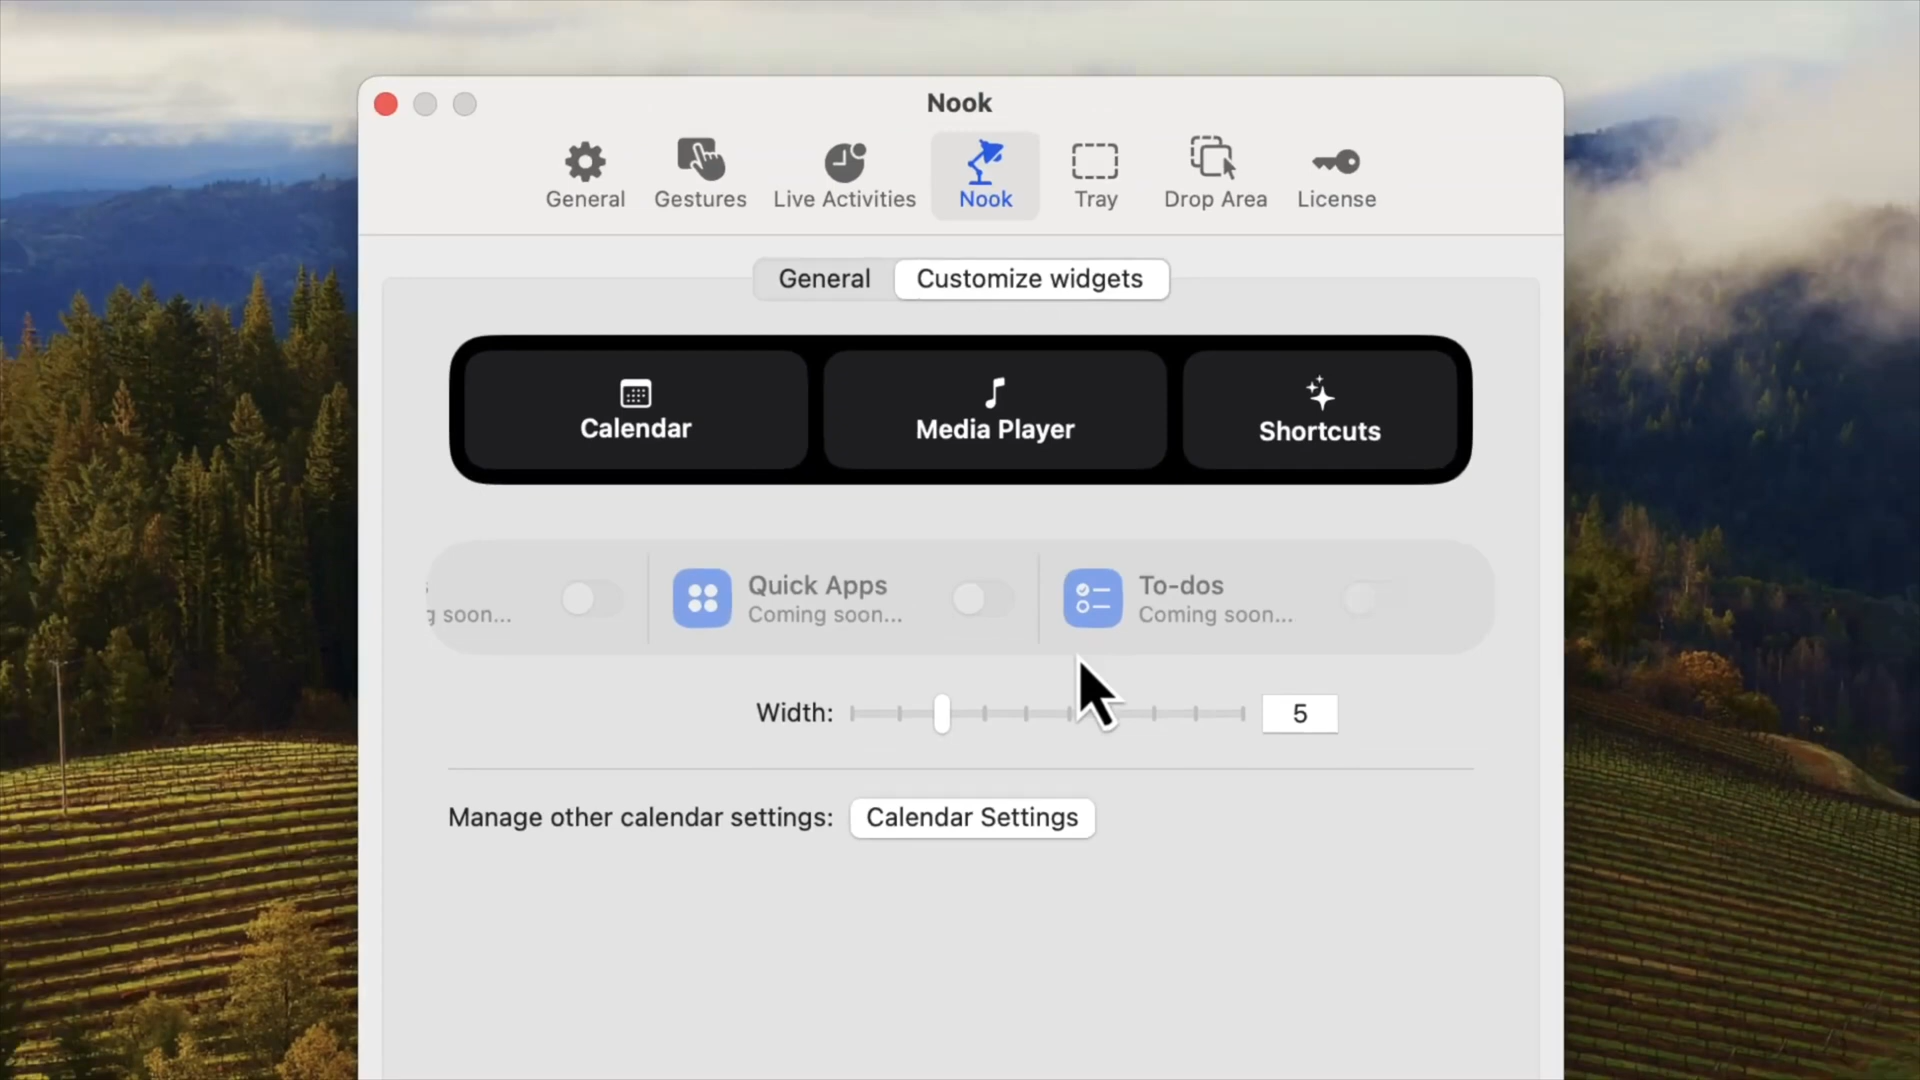 Nook
General
Gestures
Live Activities
Nook
Tray
Drop Area
License
General
Customize widgets
Calendar
Media Player
Shortcuts
soon...
Quick Apps
Coming soon...
To-dos
Coming soon...
Width:
5
Manage other calendar settings:
Calendar Settings